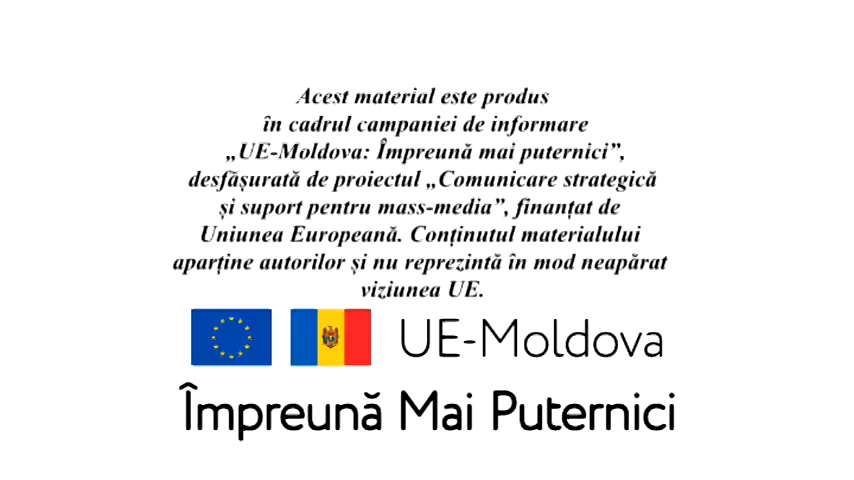 Acest material este produs
în cadrul campaniei de informare
„UE-Moldova: Împreună mai puternici”,
desfășurată de proiectul „Comunicare strategică
și suport pentru mass-media”, finanțat de
Uniunea Europeană. Conținutul materialului
aparține autorilor și nu reprezintă în mod neapărat
viziunea UE.
UE-Moldova
Împreună Mai Puternici